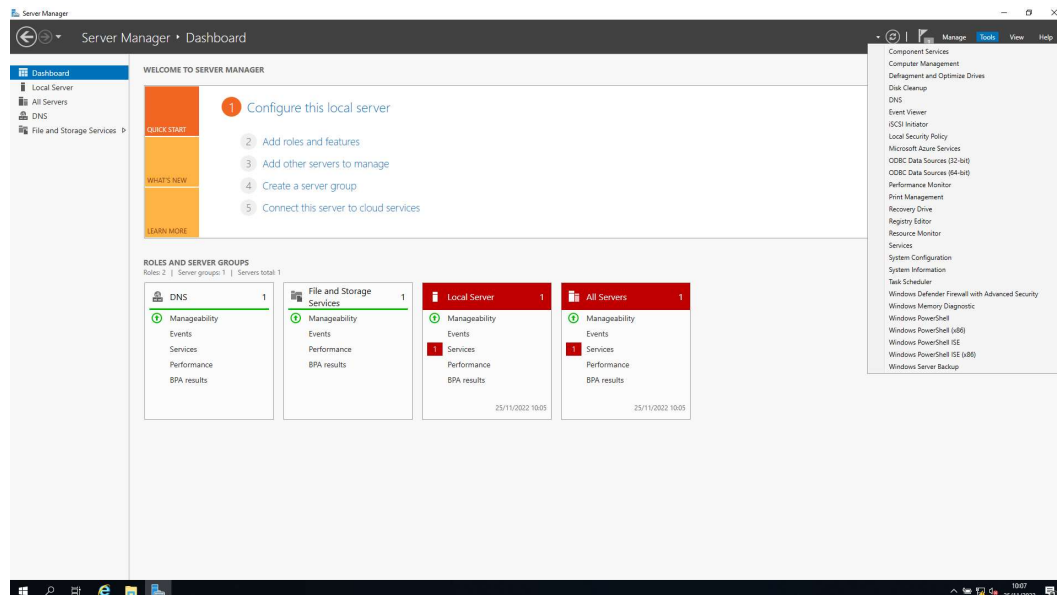 Server Manager
Server Manager • Dashboard
Manage Tools View Help
1
Dashboard
Local Server
All Servers
DNS
File and Storage Services
WELCOME TO SERVER MANAGER
QUICK START
WHAT'S NEW
LEARN MORE
1 Configure this local server
2 Add roles and features
3 Add other servers to manage
4 Create a server group
5 Connect this server to cloud services
ROLES AND SERVER GROUPS
Roles: 2 | Server groups: 1 | Servers total: 1
DNS 1
Manageability
Events
Services
Performance
BPA results
File and Storage
Services 1
Manageability
Events
Performance
BPA results
Local Server 1
Manageability
Events
1 Services
Performance
BPA results
25/11/2022 10:05
All Servers 1
Manageability
Events
1 Services
Performance
BPA results
25/11/2022 10:05
Component Services
Computer Management
Defragment and Optimize Drives
Disk Cleanup
DNS
Event Viewer
iSCSI Initiator
Local Security Policy
Microsoft Azure Services
ODBC Data Sources (32-bit)
ODBC Data Sources (64-bit)
Performance Monitor
Print Management
Recovery Drive
Registry Editor
Resource Monitor
Services
System Configuration
System Information
Task Scheduler
Windows Defender Firewall with Advanced Security
Windows Memory Diagnostic
Windows PowerShell
Windows PowerShell (x86)
Windows PowerShell ISE
Windows PowerShell ISE (x86)
Windows Server Backup
10:07